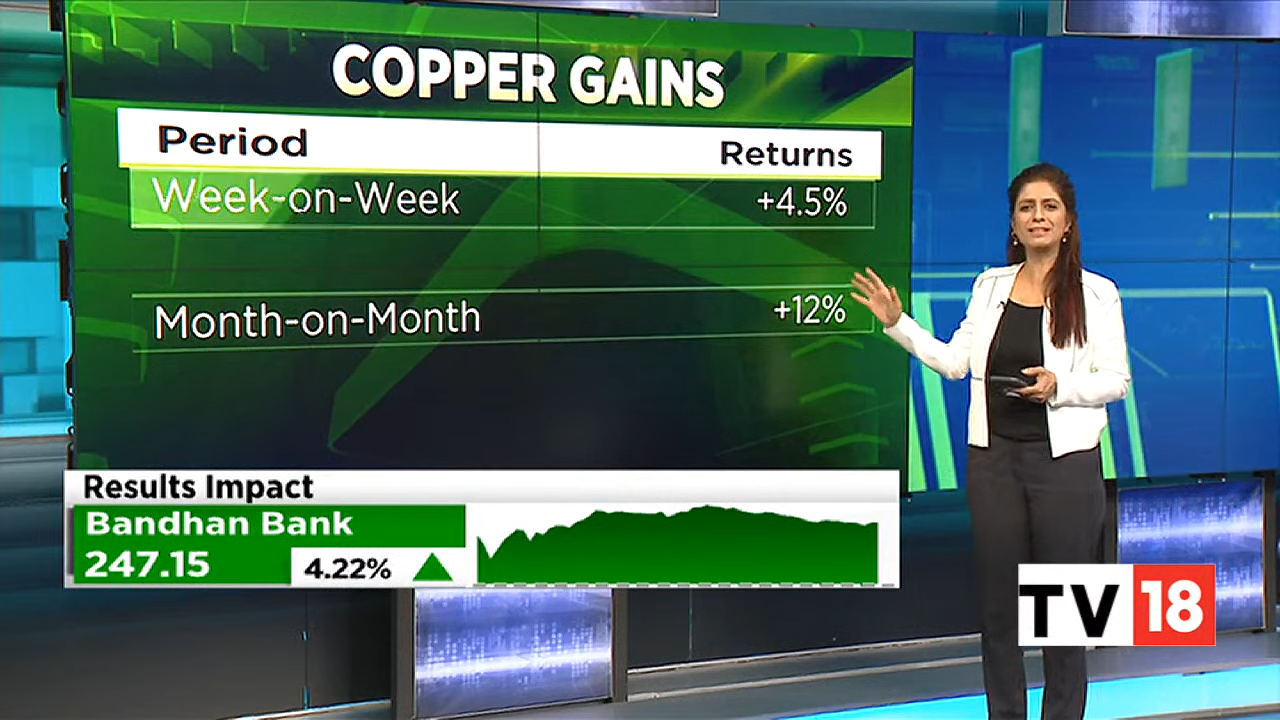 COPPER GAINS
Period Returns
Week-on-Week +4.5%
Month-on-Month +12%
Results Impact
Bandhan Bank
247.15 4.22%
TV18